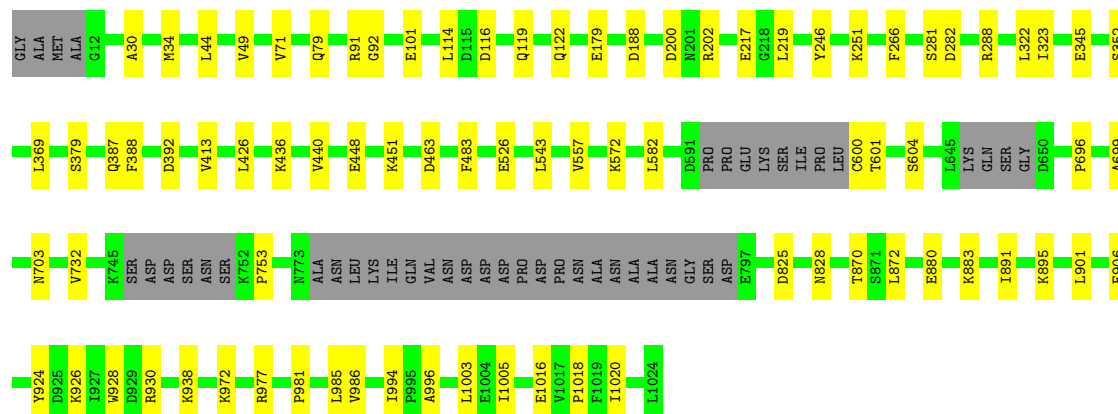 GLY ALA MET ALA G12 A30 M34 L44 V49 V71 Q79 R91 G92 E101 L114 D115 D116 Q119 Q122 E179 D188 D200 N201 R202 E217 G218 L219 Y246 K251 F266 S281 D282 R288 L322 I323 E345 S352
L369 S379 Q387 F388 D392 V413 L426 K436 V440 E448 K451 D463 F483 E526 L543 V557 K572 L582 D591 PRO PRO GLU LYS SER ILE PRO LEU C600 T601 S604 L645 LYS GLN SER GLY D650 P696 A699
N703 V732 K745 SER ASP ASP SER ASN SER K752 P753 N773 ALA ASN LEU LYS ILE GLN VAL ASN ASP ASP ASP ASP PRO ASP PRO ASN ALA ASN ALA ALA ASN GLY SER ASP E797 D825 N828 T870 S871 L872 E880 K883 I891 K895 L901
Y924 D925 K926 I927 W928 D929 R930 K938 K972 R977 P981 L985 V986 I994 P995 A996 L1003 E1004 I1005 E1016 V1017 P1018 F1019 I1020 L1024